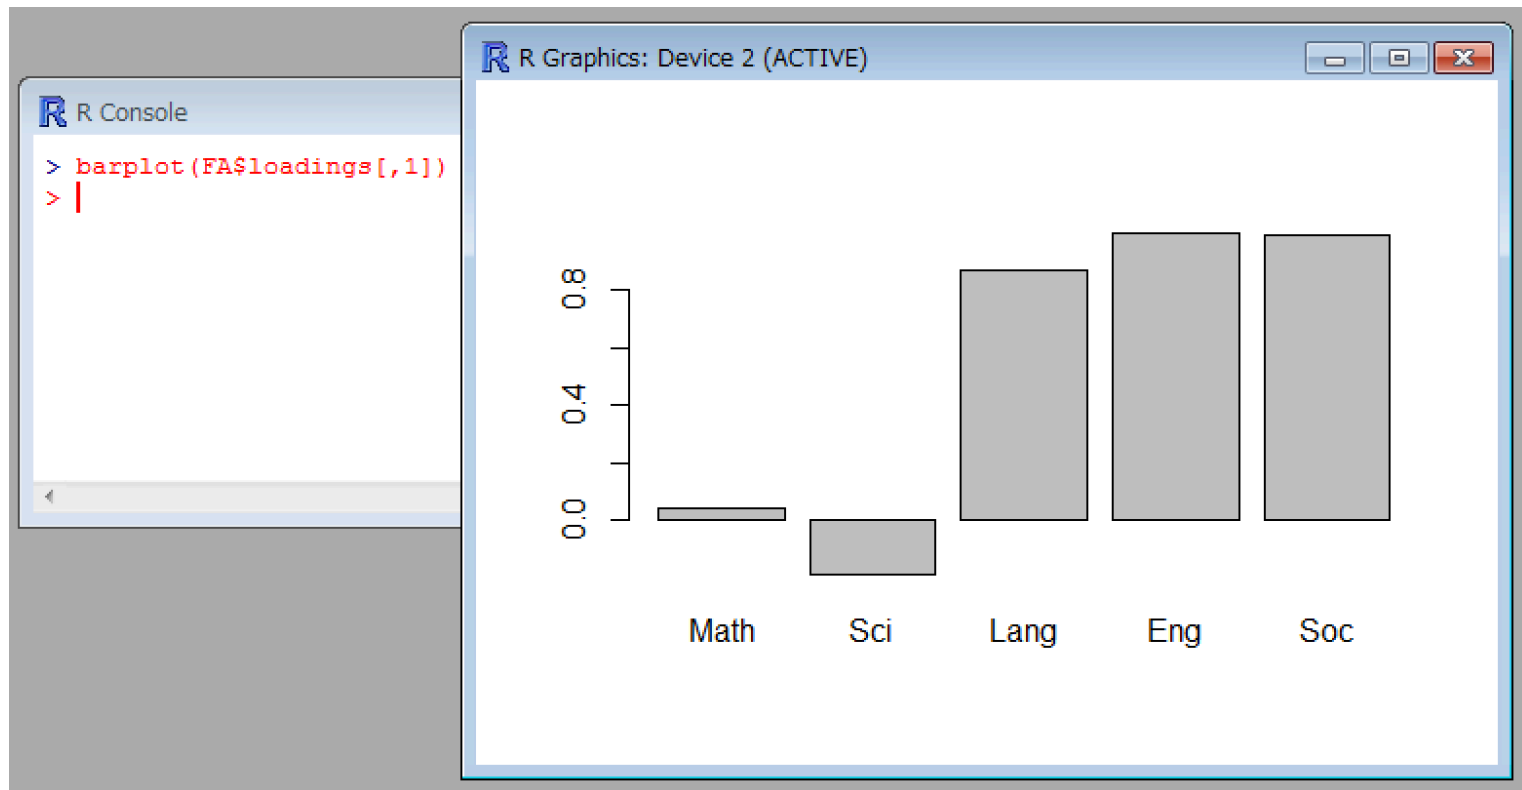 R Console
> barplot(FA$loadings[,1])
>
R Graphics: Device 2 (ACTIVE)
0.8
0.4
0.0
Math Sci Lang Eng Soc